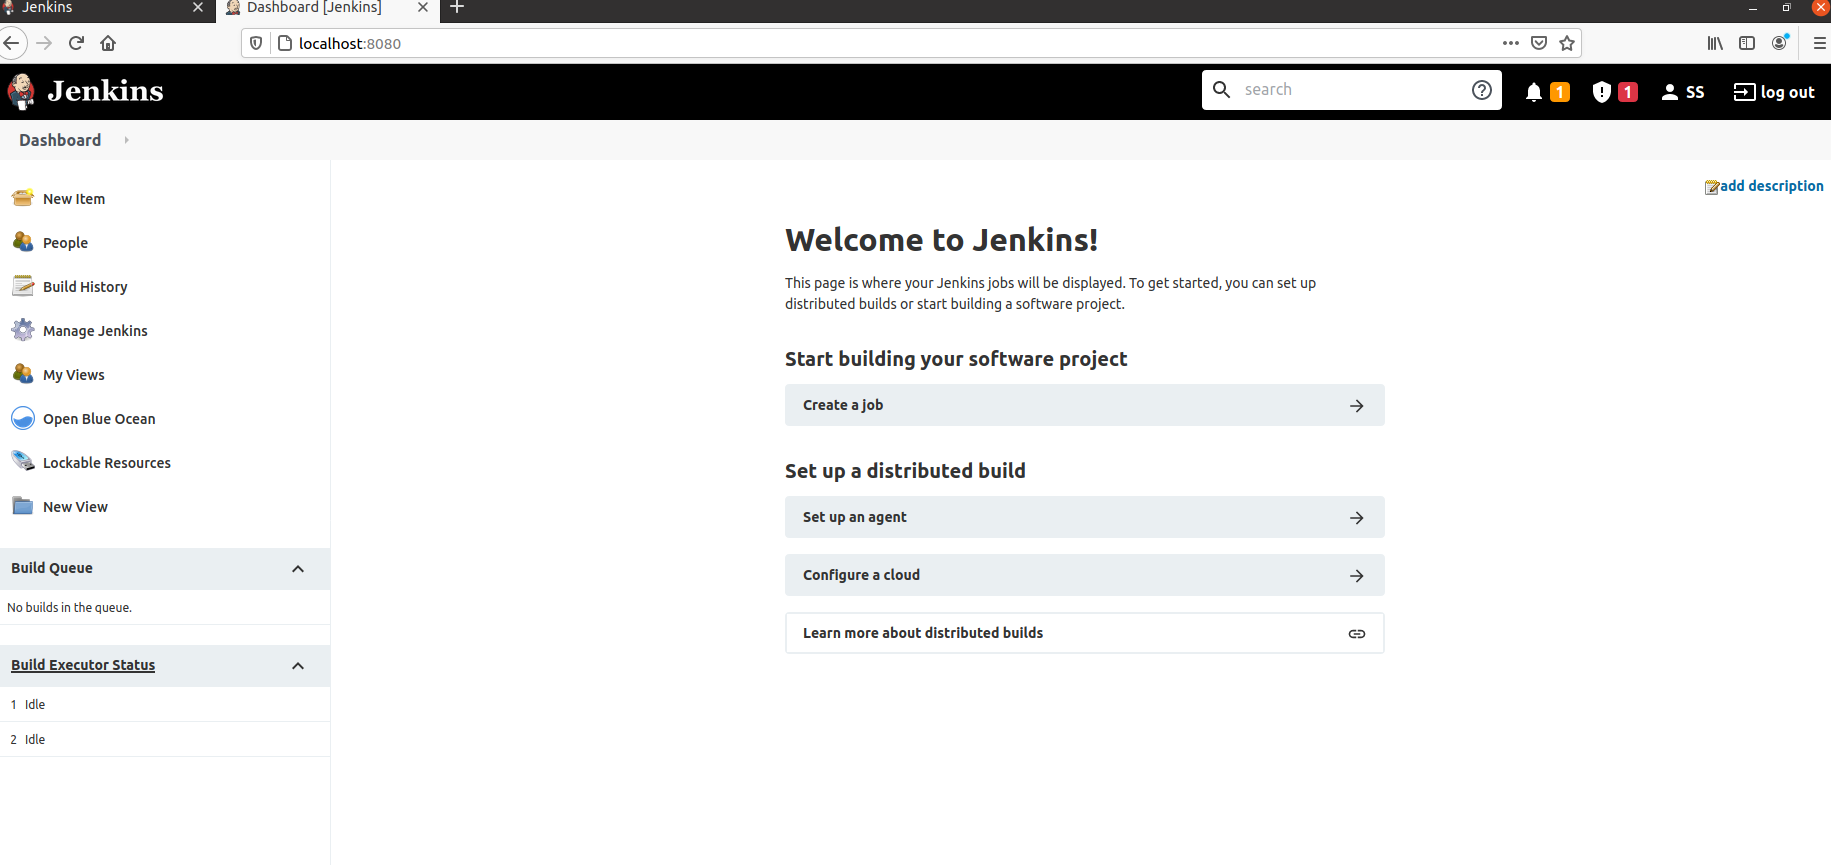 Jenkins
Dashboard [Jenkins]
localhost:8080
Jenkins
search
1
1
SS
log out
Dashboard
New Item
People
Build History
Manage Jenkins
My Views
Open Blue Ocean
Lockable Resources
New View
Build Queue
No builds in the queue.
Build Executor Status
1 Idle
2 Idle
add description
Welcome to Jenkins!
This page is where your Jenkins jobs will be displayed. To get started, you can set up
distributed builds or start building a software project.
Start building your software project
Create a job
Set up a distributed build
Set up an agent
Configure a cloud
Learn more about distributed builds